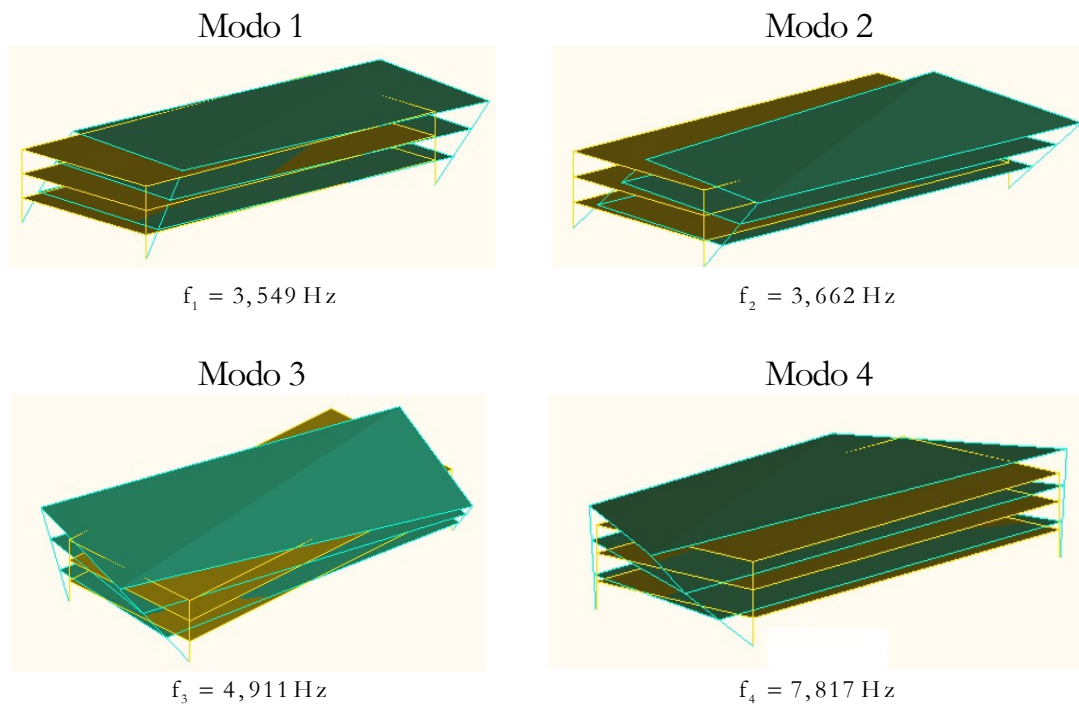 Modo 1
Modo 2
f₁ = 3,549 Hz
f₂ = 3,662 Hz
Modo 3
Modo 4
f₃ = 4,911 Hz
f₄ = 7,817 Hz